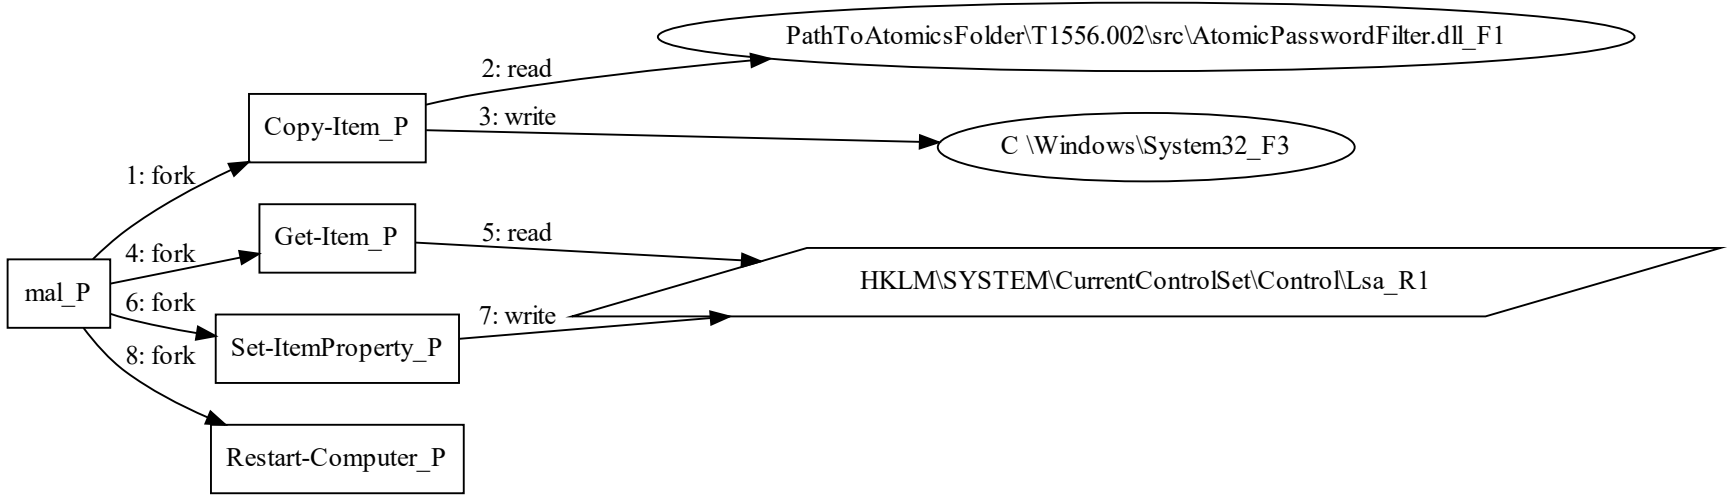 PathToAtomicsFolder\T1556.002\src\AtomicPasswordFilter.dll_F1
2: read
3: write
Copy-Item_P
C \Windows\System32_F3
1: fork
Get-Item_P
5: read
4: fork
HKLM\SYSTEM\CurrentControlSet\Control\Lsa_R1
mal_P
6: fork
7: write
Set-ItemProperty_P
8: fork
Restart-Computer_P